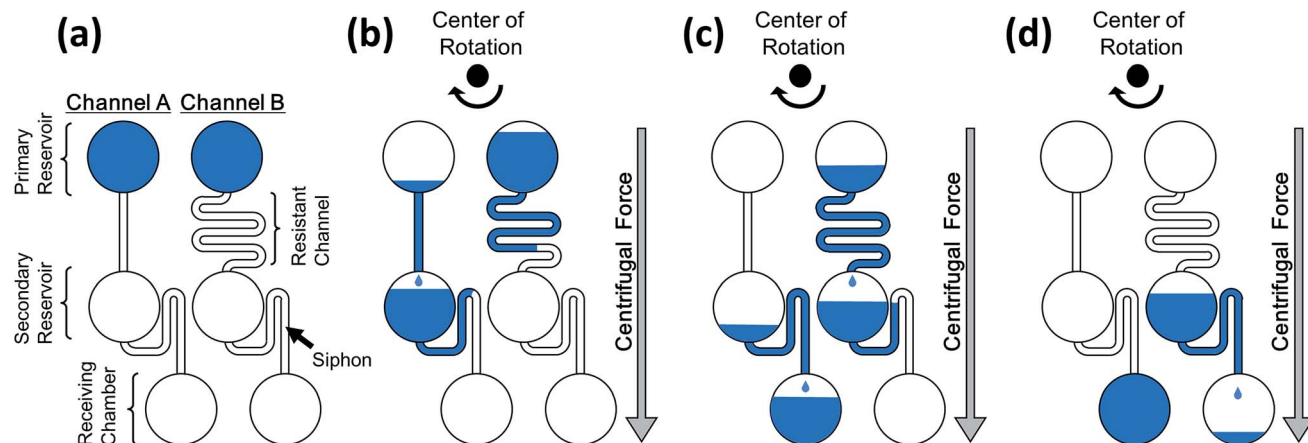 (a)
Channel A
Channel B
Primary
Reservoir
Resistant
Channel
Secondary
Reservoir
Siphon
Receiving
Chamber
(b)
Center of
Rotation
Centrifugal Force
(c)
Center of
Rotation
Centrifugal Force
(d)
Center of
Rotation
Centrifugal Force